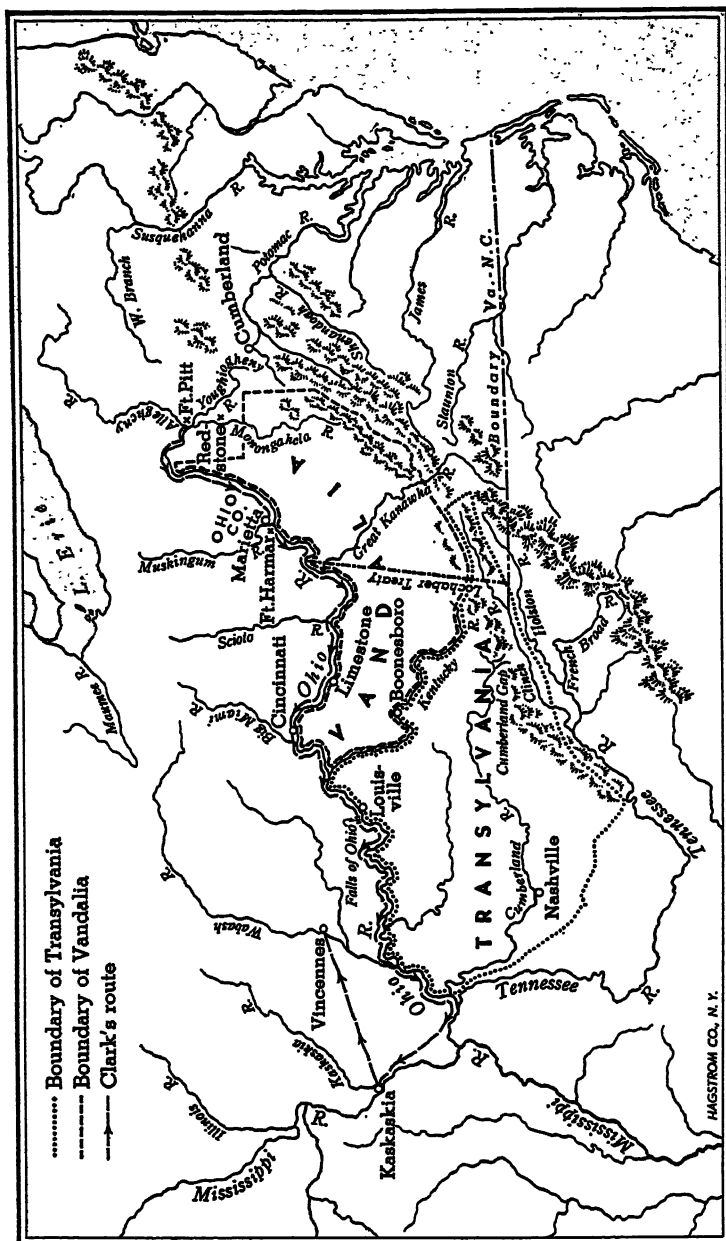 Boundary of Transylvania
Boundary of Vandalia
Clark's route
L. Erie
Maumee R.
Allegheny R.
W. Branch
Susquehanna R.
Ft. Pitt
Youghiogheny R.
Red-
stone
Monongahela R.
Cumberland
Potomac R.
Shenandoah R.
OHIO
CO.
Marietta
Ft. Harmar
Muskingum R.
Scioto R.
Big Miami R.
Cincinnati
Ohio R.
Limestone
Great Kanawha R.
James R.
Staunton R.
Boundary Va. N.C.
Lochaber Treaty
VANDALIA
Boonesboro
Kentucky R.
Louis-
ville
Falls of Ohio
Wabash R.
Vincennes
Kaskaskia R.
Illinois R.
Mississippi R.
Kaskaskia
Ohio R.
TRANSYLVANIA
Cumberland Gap
Clinch R.
Holston R.
French Broad R.
Cumberland R.
Nashville
Tennessee R.
Tennessee R.
Mississippi R.
HAGSTROM CO., N.Y.